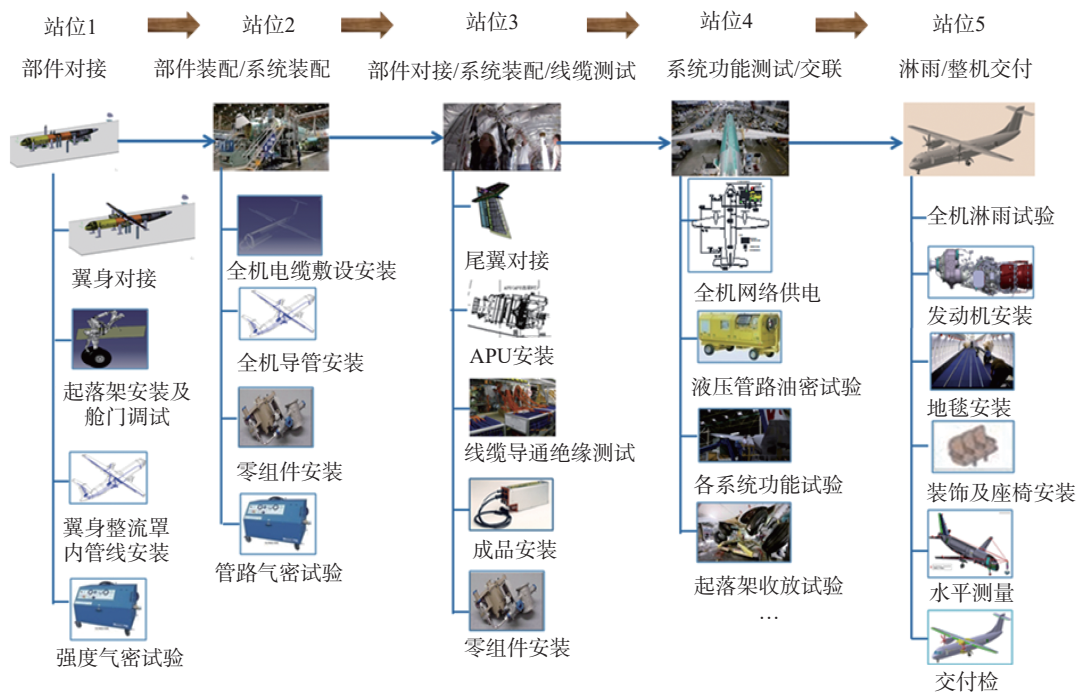 站位1
站位2
站位3
站位4
站位5
部件对接
部件装配/系统装配
部件对接/系统装配/线缆测试
系统功能测试/交联
淋雨/整机交付
翼身对接
起落架安装及
舱门调试
翼身整流罩
内管线安装
强度气密试验
全机电缆敷设安装
全机导管安装
零组件安装
管路气密试验
尾翼对接
APU安装
线缆导通绝缘测试
成品安装
零组件安装
全机网络供电
液压管路油密试验
各系统功能试验
起落架收放试验
…
全机淋雨试验
发动机安装
地毯安装
装饰及座椅安装
水平测量
交付检